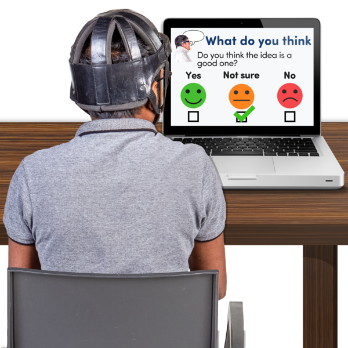 What do you think
Do you think the idea is a
good one?
Yes Not sure No